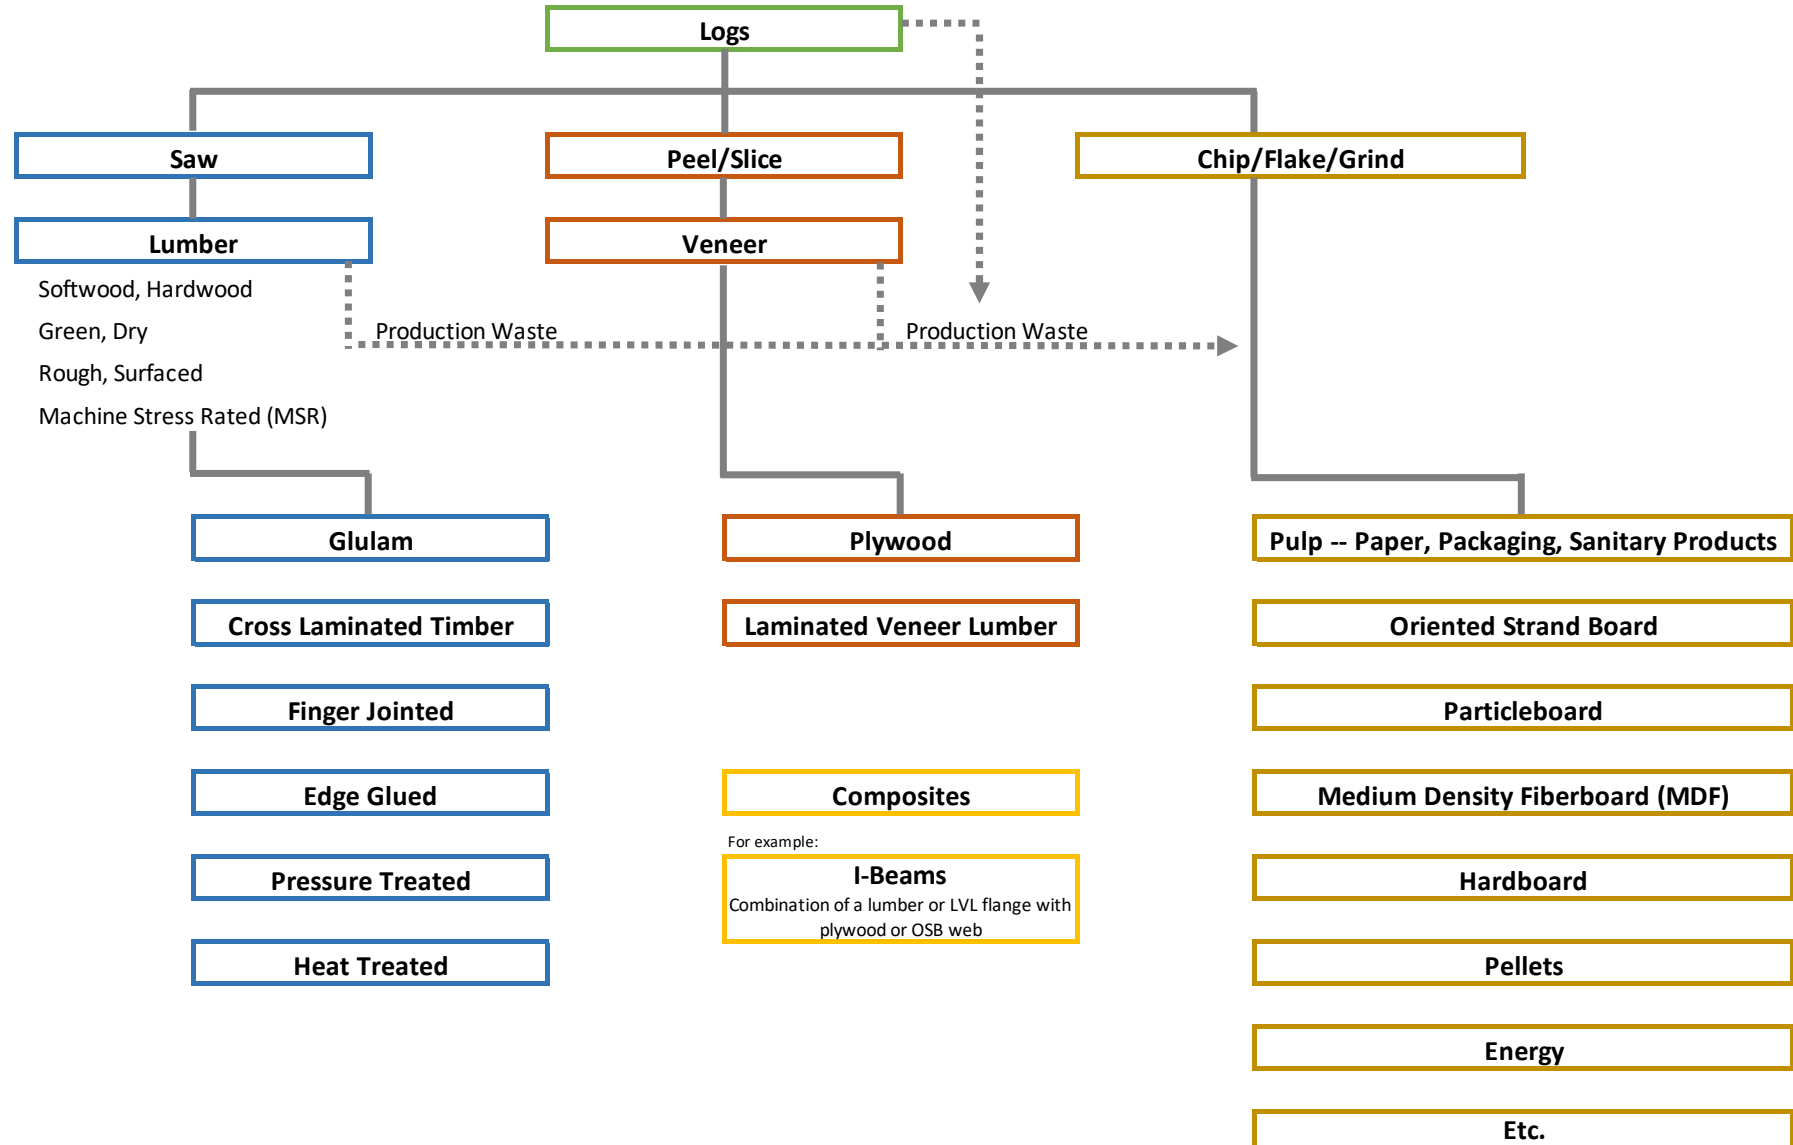 Logs
Saw
Peel/Slice
Chip/Flake/Grind
Lumber
Veneer
Softwood, Hardwood
Green, Dry
Production Waste
Production Waste
Rough, Surfaced
Machine Stress Rated (MSR)
Glulam
Plywood
Pulp -- Paper, Packaging, Sanitary Products
Cross Laminated Timber
Laminated Veneer Lumber
Oriented Strand Board
Finger Jointed
Particleboard
Edge Glued
Composites
Medium Density Fiberboard (MDF)
For example:
Pressure Treated
I-Beams
Combination of a lumber or LVL flange with
plywood or OSB web
Hardboard
Heat Treated
Pellets
Energy
Etc.